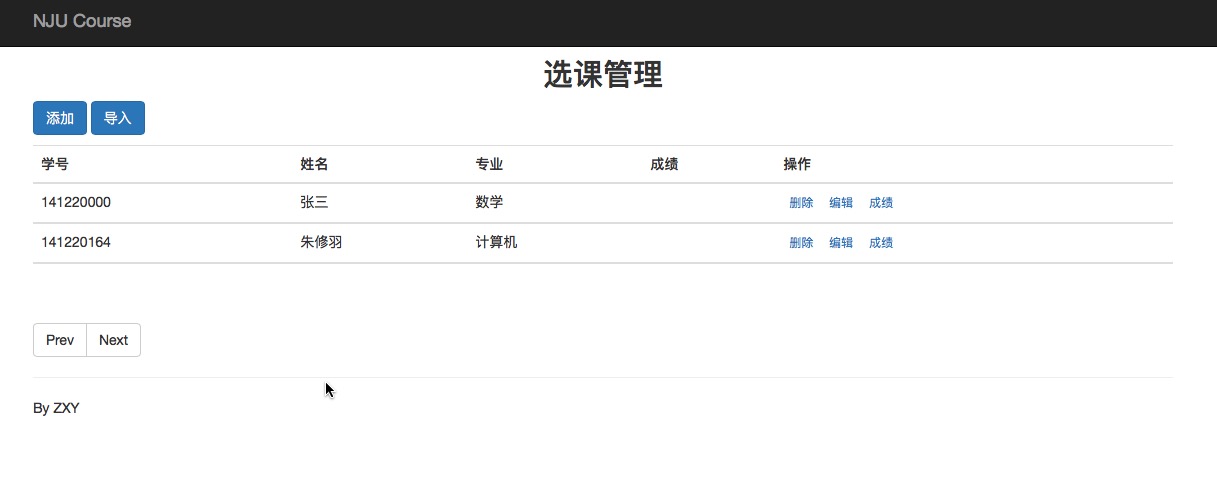 NJU Course
选课管理
添加 导入
学号 姓名 专业 成绩 操作
141220000 张三 数学 删除 编辑 成绩
141220164 朱修羽 计算机 删除 编辑 成绩
Prev Next
By ZXY